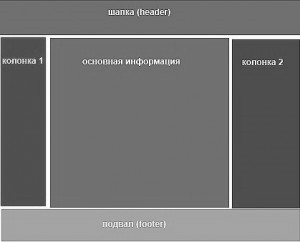 шапка (header)
колонка 1
основная информация
колонка 2
подвал (footer)